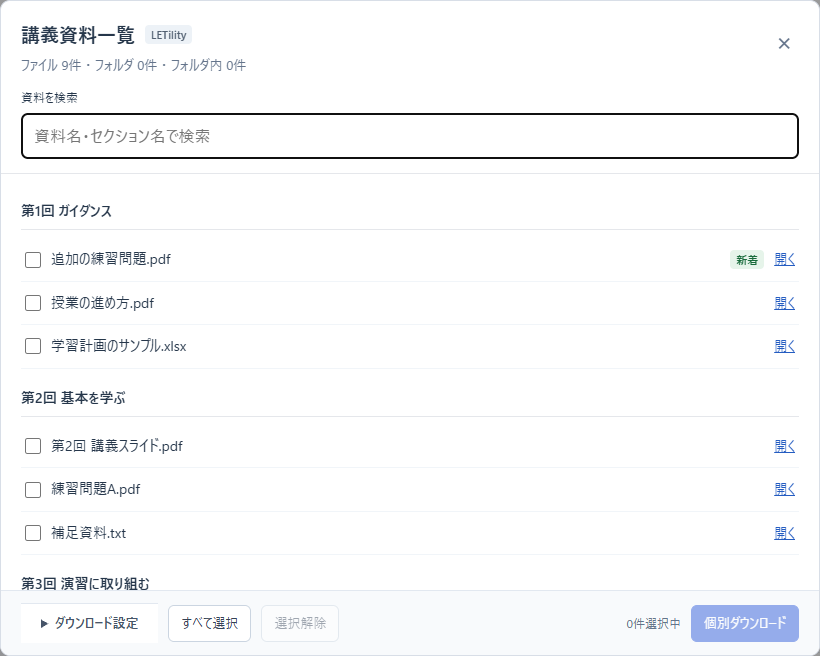 講義資料一覧 LETility
ファイル 9件・フォルダ 0件・フォルダ内 0件
資料を検索
資料名・セクション名で検索
第1回 ガイダンス
追加の練習問題.pdf 新着 開く
授業の進め方.pdf 開く
学習計画のサンプル.xlsx 開く
第2回 基本を学ぶ
第2回 講義スライド.pdf 開く
練習問題A.pdf 開く
補足資料.txt 開く
第3回 演習に取り組む
ダウンロード設定 すべて選択 選択解除 0件選択中 個別ダウンロード